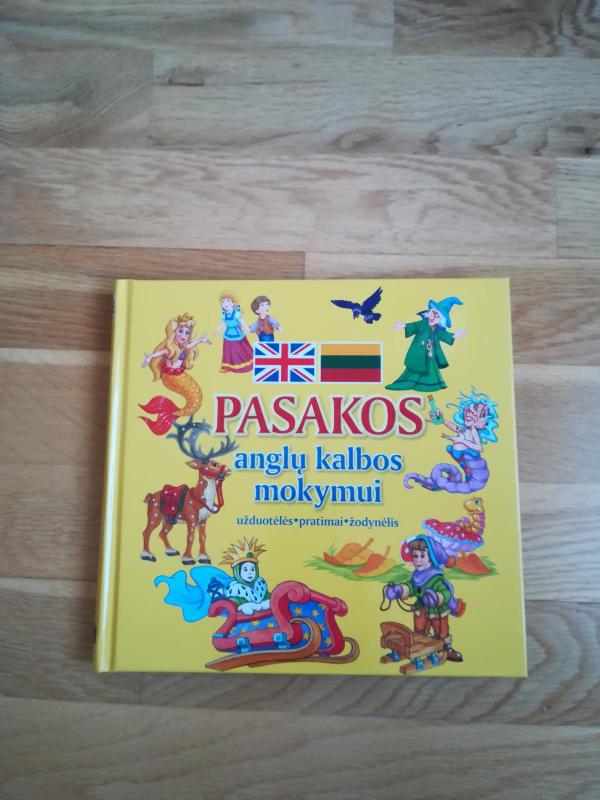 PASAKOS
anglų kalbos
mokymui
užduotėlės•pratimai•žodynėlis